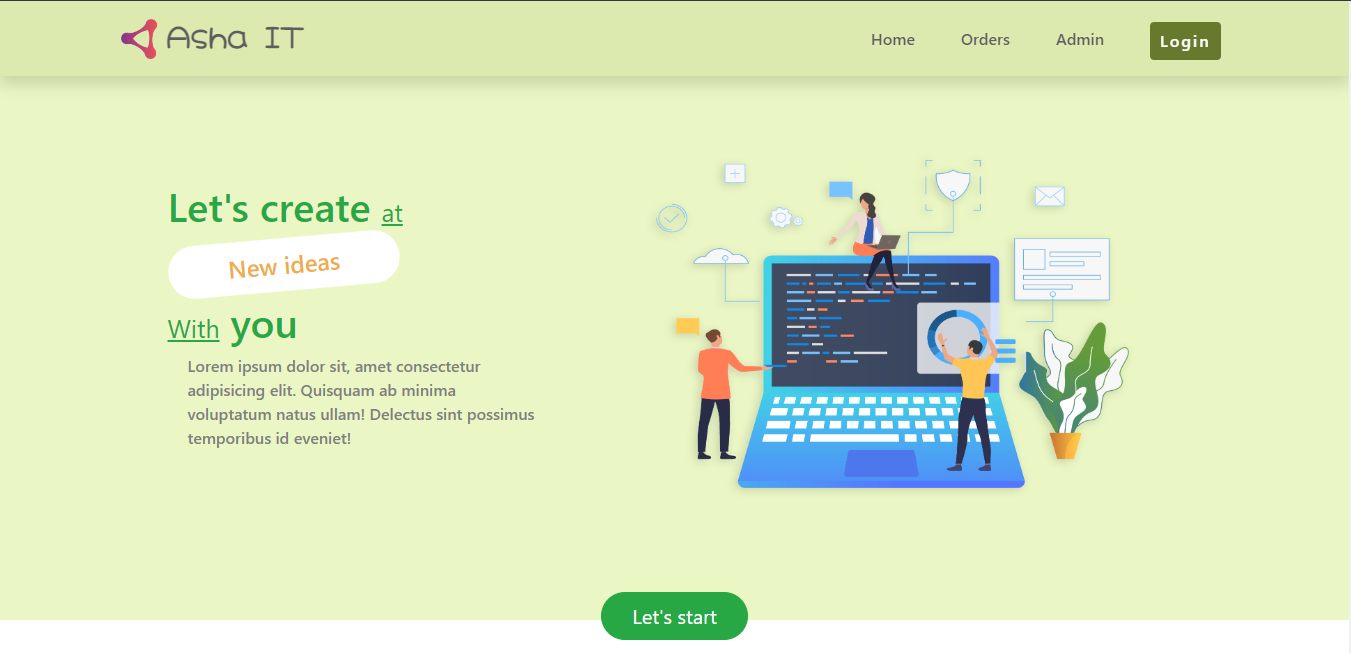 Asha IT
Home
Orders
Admin
Login
Let's create at
New ideas
With you
Lorem ipsum dolor sit, amet consectetur
adipisicing elit. Quisquam ab minima
voluptatum natus ullam! Delectus sint possimus
temporibus id eveniet!
Let's start